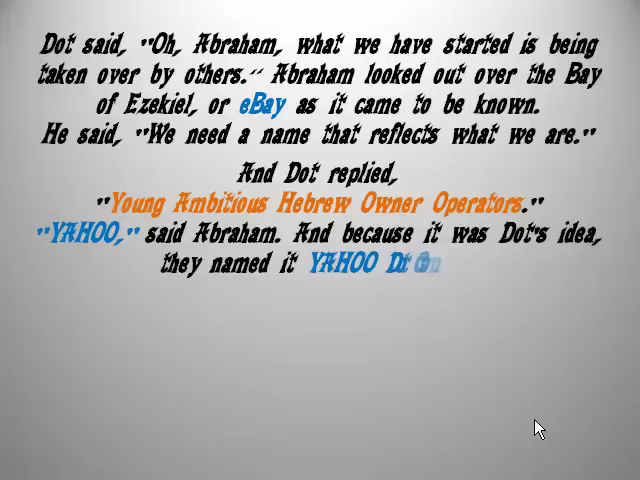 Dot said, "Oh, Abraham, what we have started is being
taken over by others." Abraham looked out over the Bay
of Ezekiel, or eBay as it came to be known.
He said, "We need a name that reflects what we are."
And Dot replied,
"Young Ambitious Hebrew Owner Operators."
"YAHOO," said Abraham. And because it was Dot's idea,
they named it YAHOO Dot